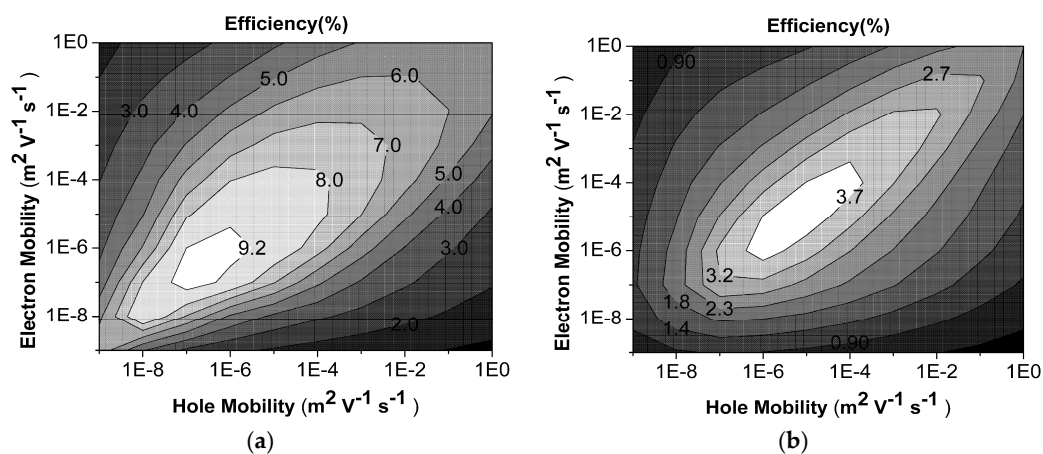 Efficiency(%)
1E0
1E-2
1E-4
1E-6
1E-8
Electron Mobility (m2 V-1 s-1)
3.0
4.0
5.0
6.0
7.0
8.0
5.0
4.0
9.2
3.0
2.0
1E-8
1E-6
1E-4
1E-2
1E0
Hole Mobility (m2 V-1 s-1)
(a)
Efficiency(%)
1E0
1E-2
1E-4
1E-6
1E-8
Electron Mobility (m2 V-1 s-1)
0.90
2.7
3.7
3.2
1.8
2.3
1.4
0.90
1E-8
1E-6
1E-4
1E-2
1E0
Hole Mobility (m2 V-1 s-1)
(b)